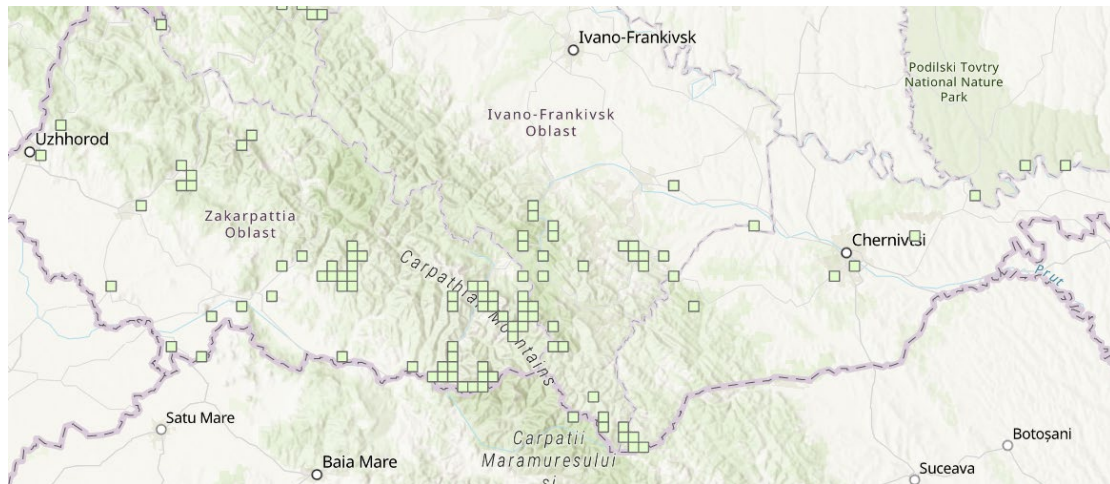 Ivano-Frankivsk
Podilski Tovtry
National Nature
Park
Ivano-Frankivsk
Oblast
Uzhhorod
Zakarpattia
Oblast
Chernivtsi
Carpathian Mountains
Prut
Satu Mare
Carpatii
Maramuresului
si
Baia Mare
Botoșani
Suceava